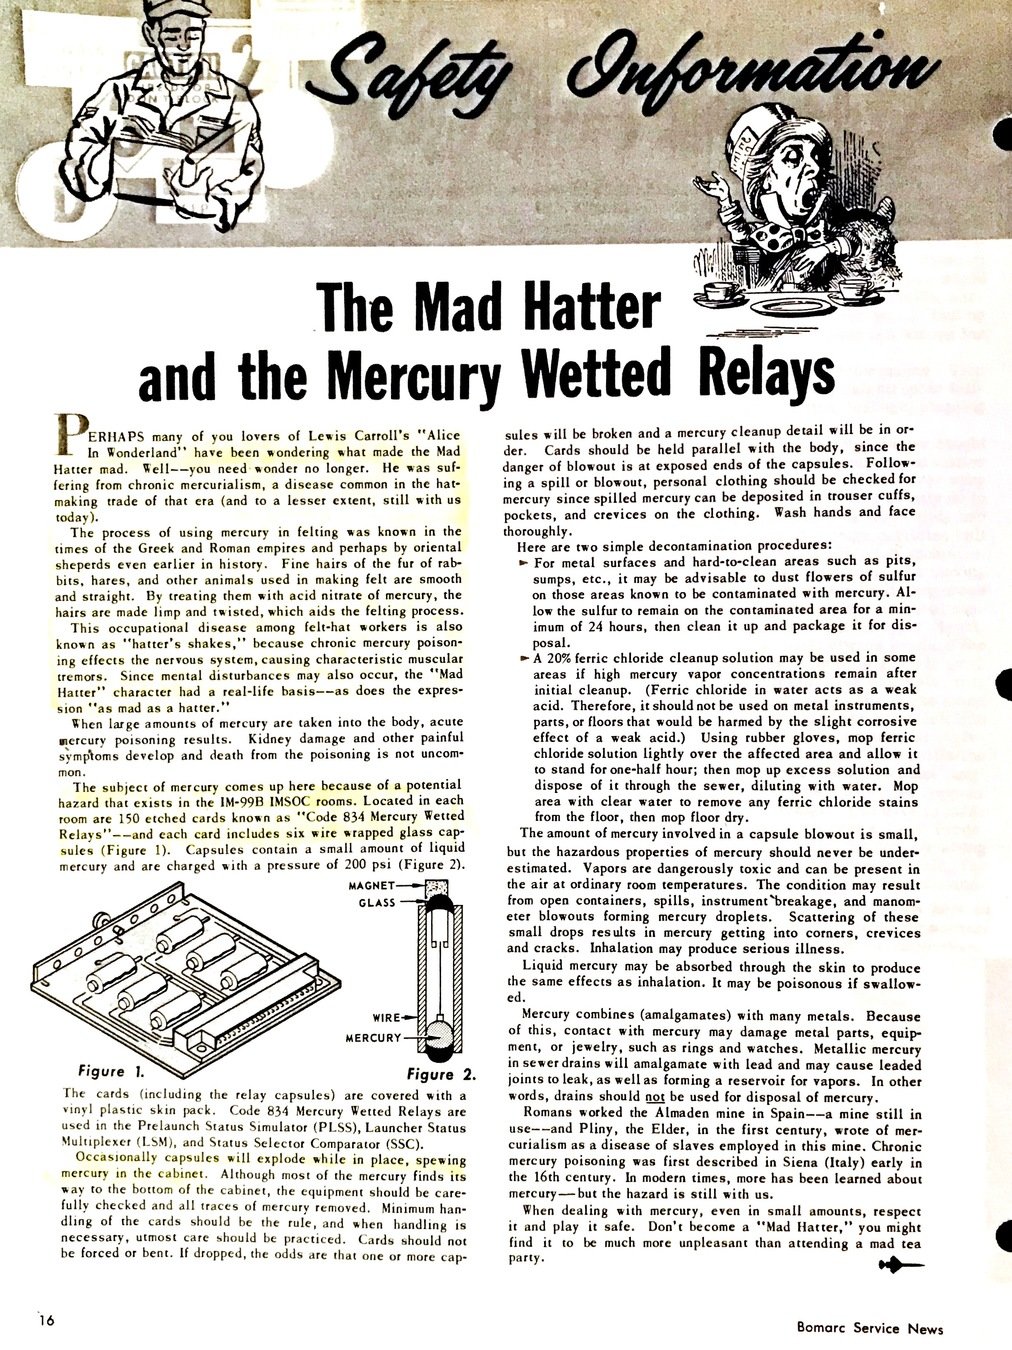 Safety Information
The Mad Hatter
and the Mercury Wetted Relays
PERHAPS many of you lovers of Lewis Carroll's "Alice
In Wonderland" have been wondering what made the Mad
Hatter mad. Well--you need wonder no longer. He was suf-
fering from chronic mercurialism, a disease common in the hat-
making trade of that era (and to a lesser extent, still with us
today).
The process of using mercury in felting was known in the
times of the Greek and Roman empires and perhaps by oriental
sheperds even earlier in history. Fine hairs of the fur of rab-
bits, hares, and other animals used in making felt are smooth
and straight. By treating them with acid nitrate of mercury, the
hairs are made limp and twisted, which aids the felting process.
This occupational disease among felt-hat workers is also
known as "hatter's shakes," because chronic mercury poison-
ing effects the nervous system, causing characteristic muscular
tremors. Since mental disturbances may also occur, the "Mad
Hatter" character had a real-life basis--as does the expres-
sion "as mad as a hatter."
When large amounts of mercury are taken into the body, acute
mercury poisoning results. Kidney damage and other painful
symptoms develop and death from the poisoning is not uncom-
mon.
The subject of mercury comes up here because of a potential
hazard that exists in the IM-99B IMSOC rooms. Located in each
room are 150 etched cards known as "Code 834 Mercury Wetted
Relays"--and each card includes six wire wrapped glass cap-
sules (Figure 1). Capsules contain a small amount of liquid
mercury and are charged with a pressure of 200 psi (Figure 2).
MAGNET
GLASS
WIRE
MERCURY
Figure 1.
Figure 2.
The cards (including the relay capsules) are covered with a
vinyl plastic skin pack. Code 834 Mercury Wetted Relays are
used in the Prelaunch Status Simulator (PLSS), Launcher Status
Multiplexer (LSM), and Status Selector Comparator (SSC).
Occasionally capsules will explode while in place, spewing
mercury in the cabinet. Although most of the mercury finds its
way to the bottom of the cabinet, the equipment should be care-
fully checked and all traces of mercury removed. Minimum han-
dling of the cards should be the rule, and when handling is
necessary, utmost care should be practiced. Cards should not
be forced or bent. If dropped, the odds are that one or more cap-
sules will be broken and a mercury cleanup detail will be in or-
der. Cards should be held parallel with the body, since the
danger of blowout is at exposed ends of the capsules. Follow-
ing a spill or blowout, personal clothing should be checked for
mercury since spilled mercury can be deposited in trouser cuffs,
pockets, and crevices on the clothing. Wash hands and face
thoroughly.
Here are two simple decontamination procedures:
► For metal surfaces and hard-to-clean areas such as pits,
sumps, etc., it may be advisable to dust flowers of sulfur
on those areas known to be contaminated with mercury. Al-
low the sulfur to remain on the contaminated area for a min-
imum of 24 hours, then clean it up and package it for dis-
posal.
► A 20% ferric chloride cleanup solution may be used in some
areas if high mercury vapor concentrations remain after
initial cleanup. (Ferric chloride in water acts as a weak
acid. Therefore, it should not be used on metal instruments,
parts, or floors that would be harmed by the slight corrosive
effect of a weak acid.) Using rubber gloves, mop ferric
chloride solution lightly over the affected area and allow it
to stand for one-half hour; then mop up excess solution and
dispose of it through the sewer, diluting with water. Mop
area with clear water to remove any ferric chloride stains
from the floor, then mop floor dry.
The amount of mercury involved in a capsule blowout is small,
but the hazardous properties of mercury should never be under-
estimated. Vapors are dangerously toxic and can be present in
the air at ordinary room temperatures. The condition may result
from open containers, spills, instrument breakage, and manom-
eter blowouts forming mercury droplets. Scattering of these
small drops results in mercury getting into corners, crevices
and cracks. Inhalation may produce serious illness.
Liquid mercury may be absorbed through the skin to produce
the same effects as inhalation. It may be poisonous if swallow-
ed.
Mercury combines (amalgamates) with many metals. Because
of this, contact with mercury may damage metal parts, equip-
ment, or jewelry, such as rings and watches. Metallic mercury
in sewer drains will amalgamate with lead and may cause leaded
joints to leak, as well as forming a reservoir for vapors. In other
words, drains should not be used for disposal of mercury.
Romans worked the Almaden mine in Spain--a mine still in
use--and Pliny, the Elder, in the first century, wrote of mer-
curialism as a disease of slaves employed in this mine. Chronic
mercury poisoning was first described in Siena (Italy) early in
the 16th century. In modern times, more has been learned about
mercury—but the hazard is still with us.
When dealing with mercury, even in small amounts, respect
it and play it safe. Don't become a "Mad Hatter," you might
find it to be much more unpleasant than attending a mad tea
party.
16
Bomarc Service News